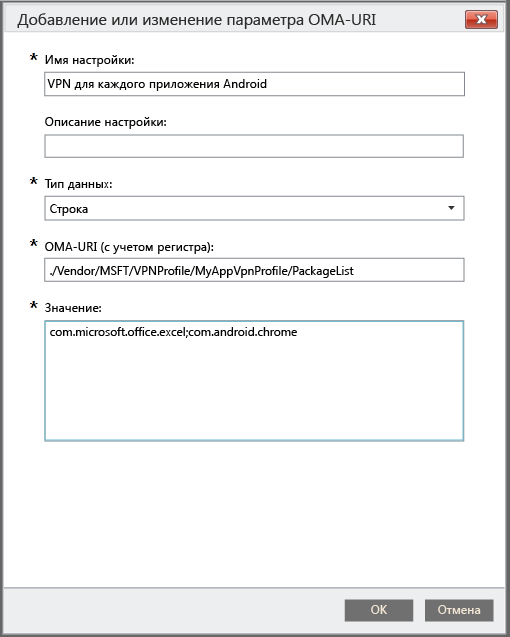 Добавление или изменение параметра OMA-URI
* Имя настройки:
VPN для каждого приложения Android
Описание настройки:
* Тип данных:
Строка
* OMA-URI (с учетом регистра):
./Vendor/MSFT/VPNProfile/MyAppVpnProfile/PackageList
* Значение:
com.microsoft.office.excel;com.android.chrome
OK
Отмена